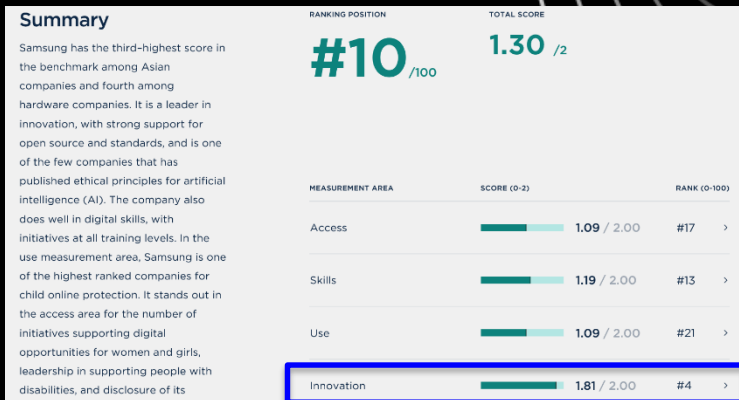 Summary
Samsung has the third-highest score in
the benchmark among Asian
companies and fourth among
hardware companies. It is a leader in
innovation, with strong support for
open source and standards, and is one
of the few companies that has
published ethical principles for artificial
intelligence (AI). The company also
does well in digital skills, with
initiatives at all training levels. In the
use measurement area, Samsung is one
of the highest ranked companies for
child online protection. It stands out in
the access area for the number of
initiatives supporting digital
opportunities for women and girls,
leadership in supporting people with
disabilities, and disclosure of its
RANKING POSITION TOTAL SCORE
#10 /100 1.30 /2
MEASUREMENT AREA SCORE (0-2) RANK (0-100)
Access 1.09 / 2.00 #17 >
Skills 1.19 / 2.00 #13 >
Use 1.09 / 2.00 #21 >
Innovation 1.81 / 2.00 #4 >